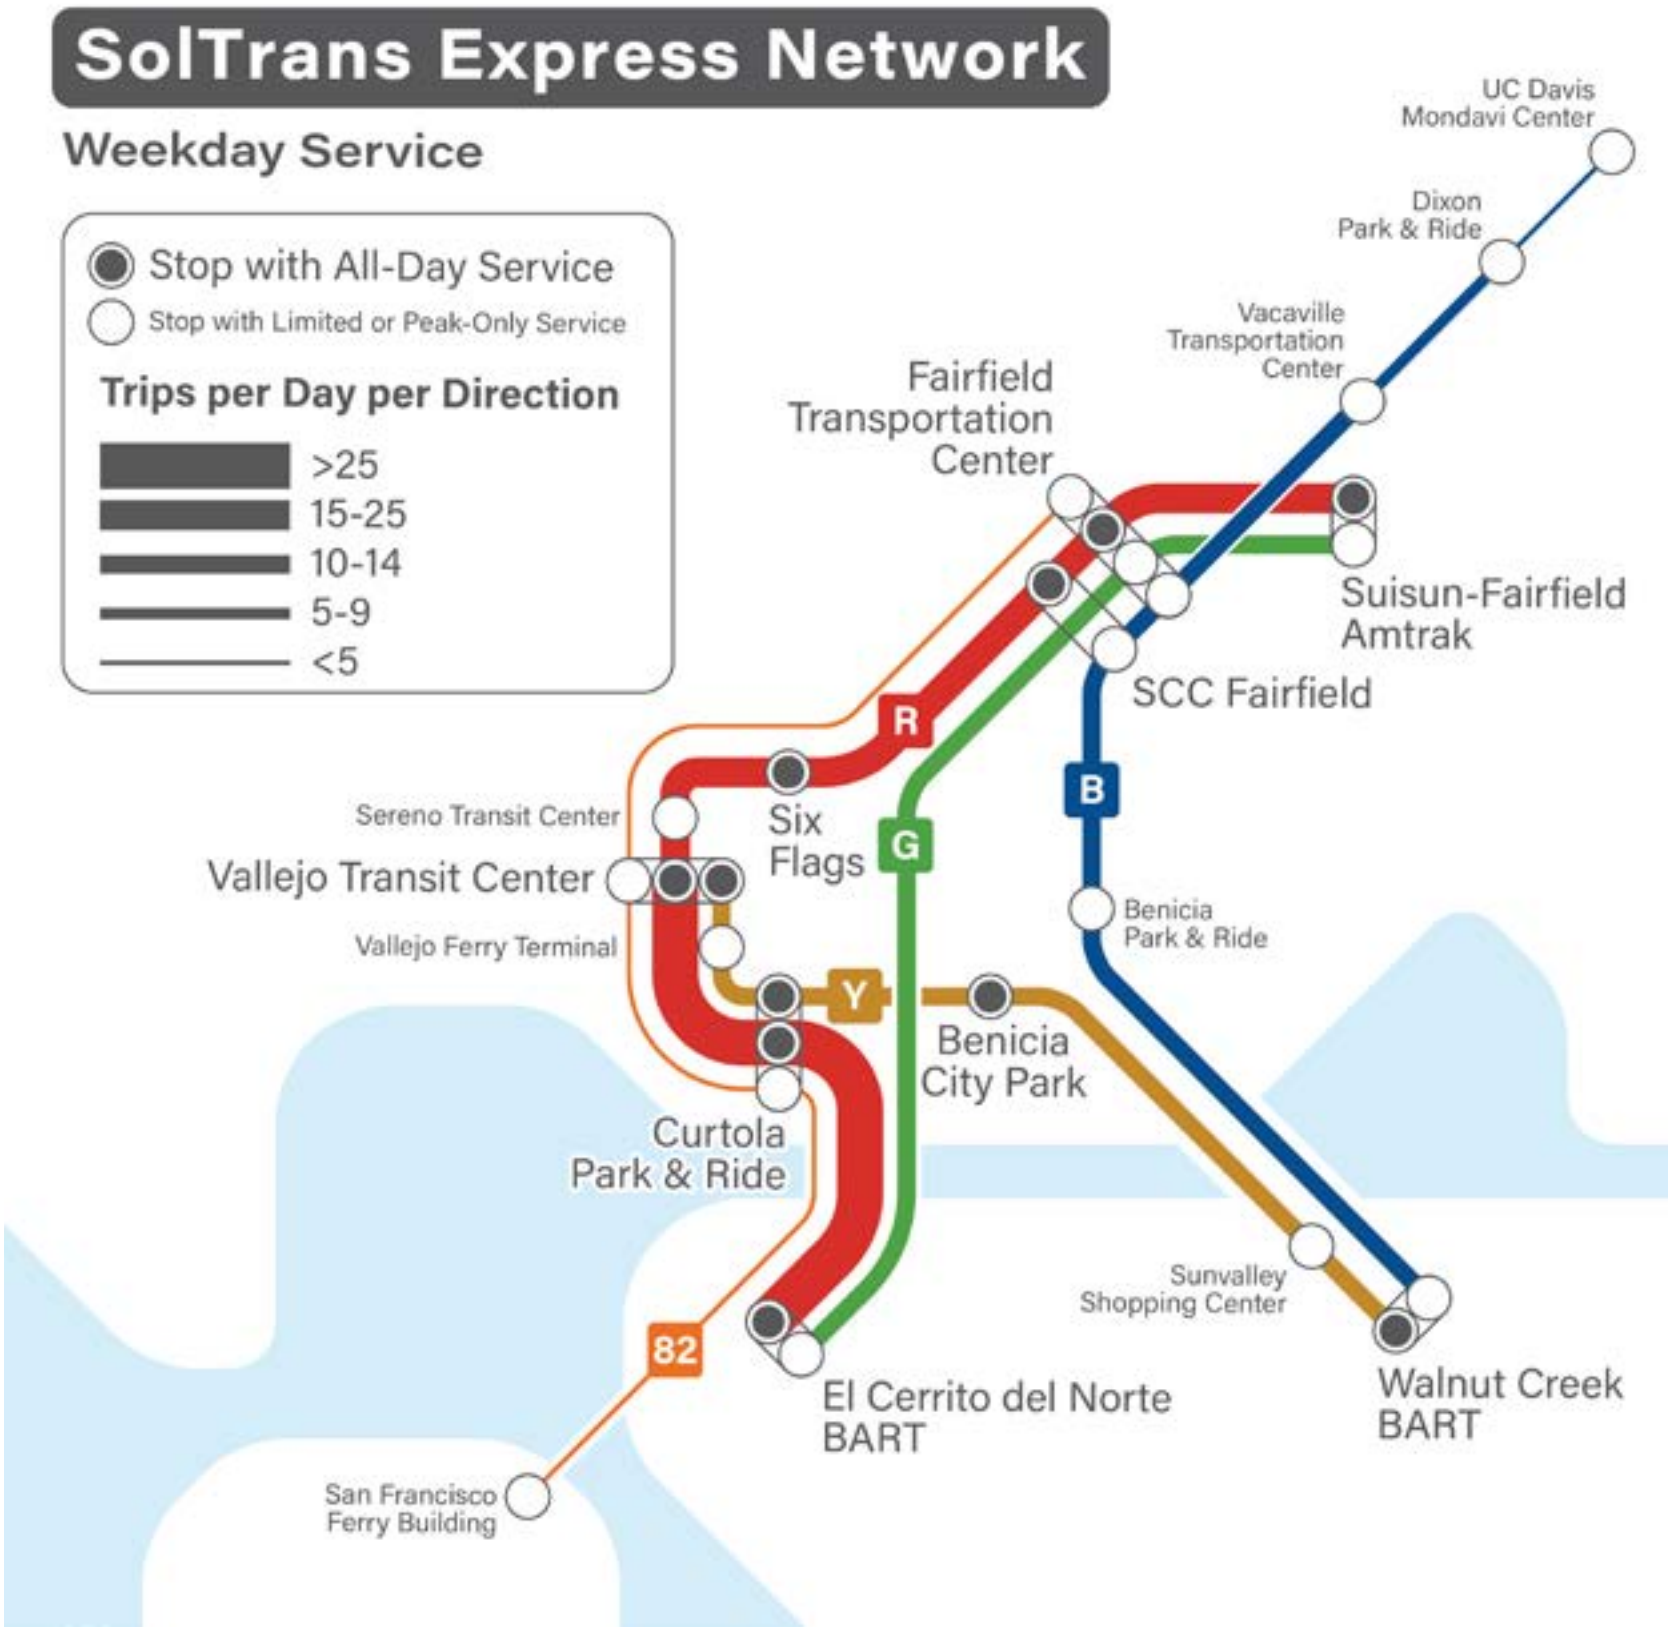 SolTrans Express Network
Weekday Service
Stop with All-Day Service
Stop with Limited or Peak-Only Service
Trips per Day per Direction
>25
15-25
10-14
5-9
<5
UC Davis
Mondavi Center
Dixon
Park & Ride
Vacaville
Transportation
Center
Fairfield
Transportation
Center
Suisun-Fairfield
Amtrak
SCC Fairfield
R
B
G
Sereno Transit Center
Six
Flags
Vallejo Transit Center
Benicia
Park & Ride
Vallejo Ferry Terminal
Y
Benicia
City Park
Curtola
Park & Ride
Sunvalley
Shopping Center
82
El Cerrito del Norte
BART
Walnut Creek
BART
San Francisco
Ferry Building